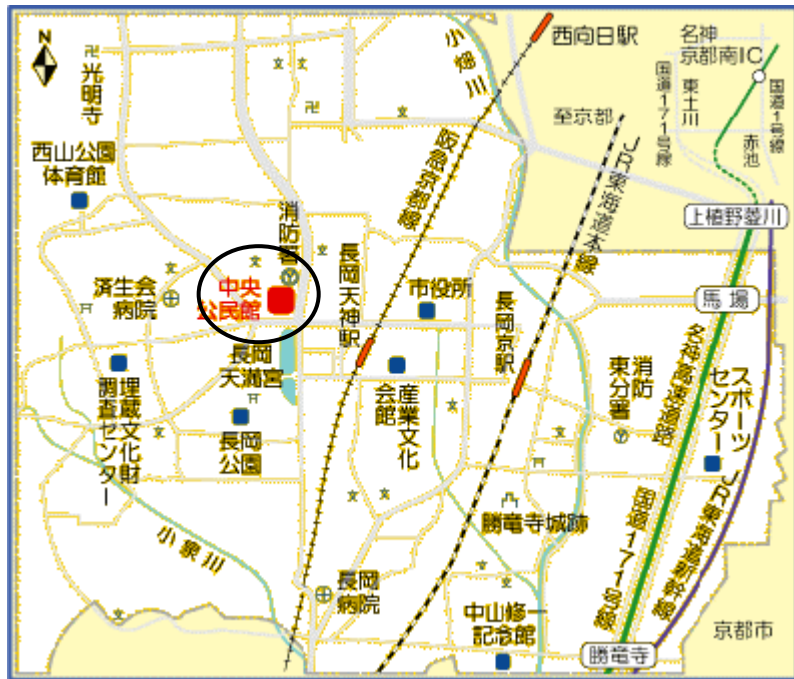 N
卍
光明寺
西山公園
体育館
済生会
病院
埋蔵文化財
調査センター
文
文
卍
文
消防署
文
中央
公民館
長岡
天満宮
長岡
公園
小泉川
長岡
病院
小畑川
阪急京都線
西向日駅
至京都
JR東海道本線
長岡天神駅
市役所
長岡京駅
産業文化
会館
勝竜寺城跡
中山修一
記念館
消防
東分署
スポーツ
センター
名神
京都南IC
国道171号線
東土川
国道1号線
赤池
上植野菱川
馬場
名神高速道路
国道171号線
JR東海道新幹線
勝竜寺
京都市